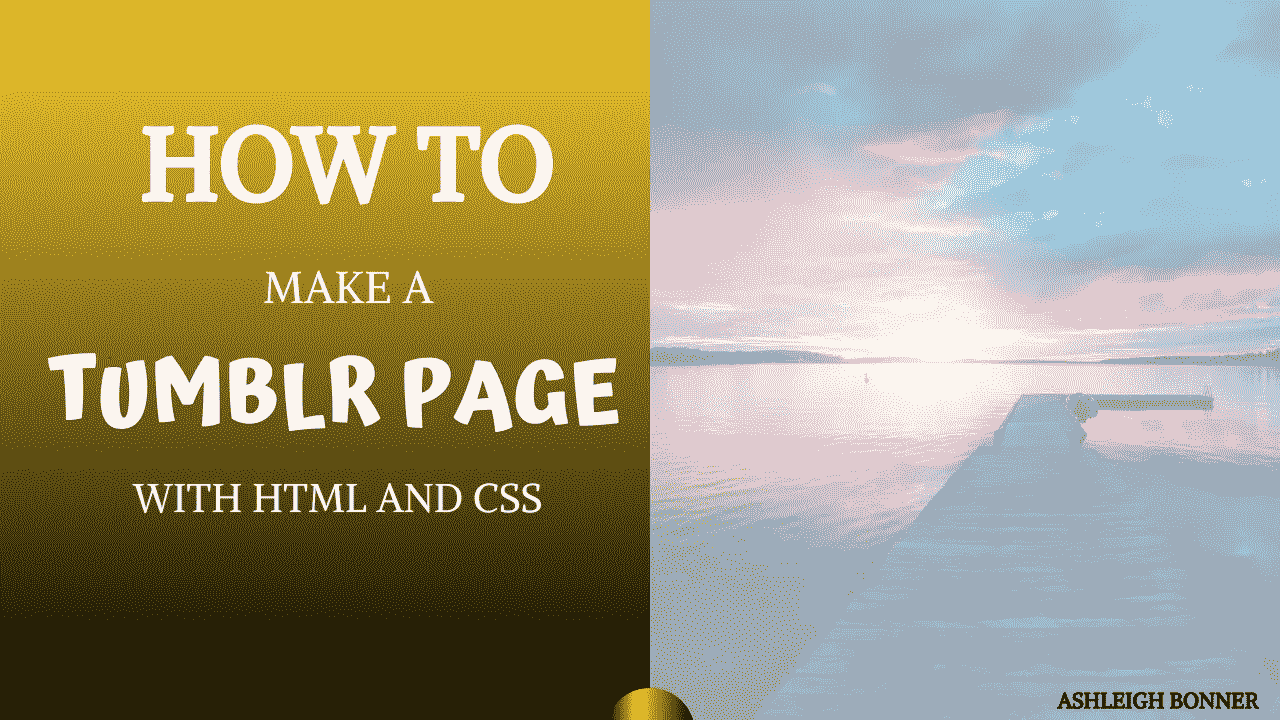 HOW TO
MAKE A
TUMBLR PAGE
WITH HTML AND CSS
ASHLEIGH BONNER